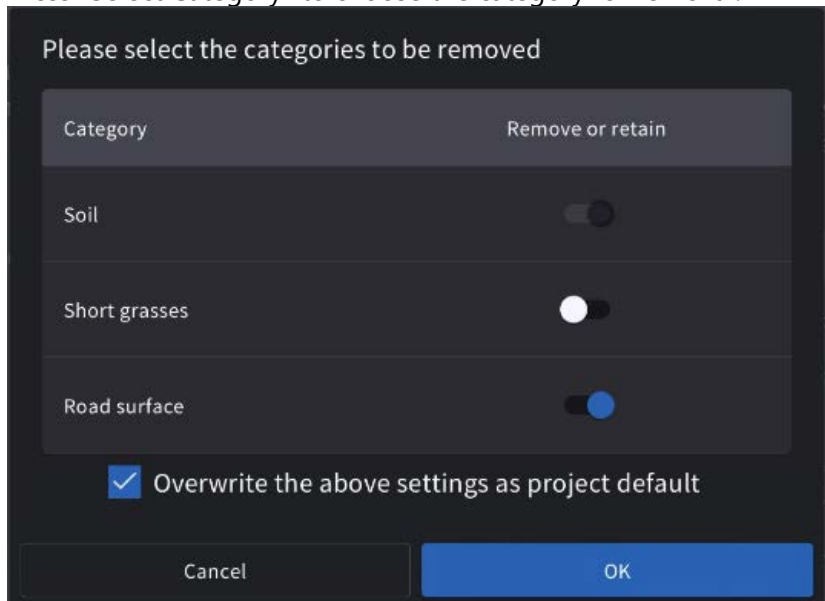 Please select the categories to be removed
Category Remove or retain
Soil
Short grasses
Road surface
Overwrite the above settings as project default
Cancel OK